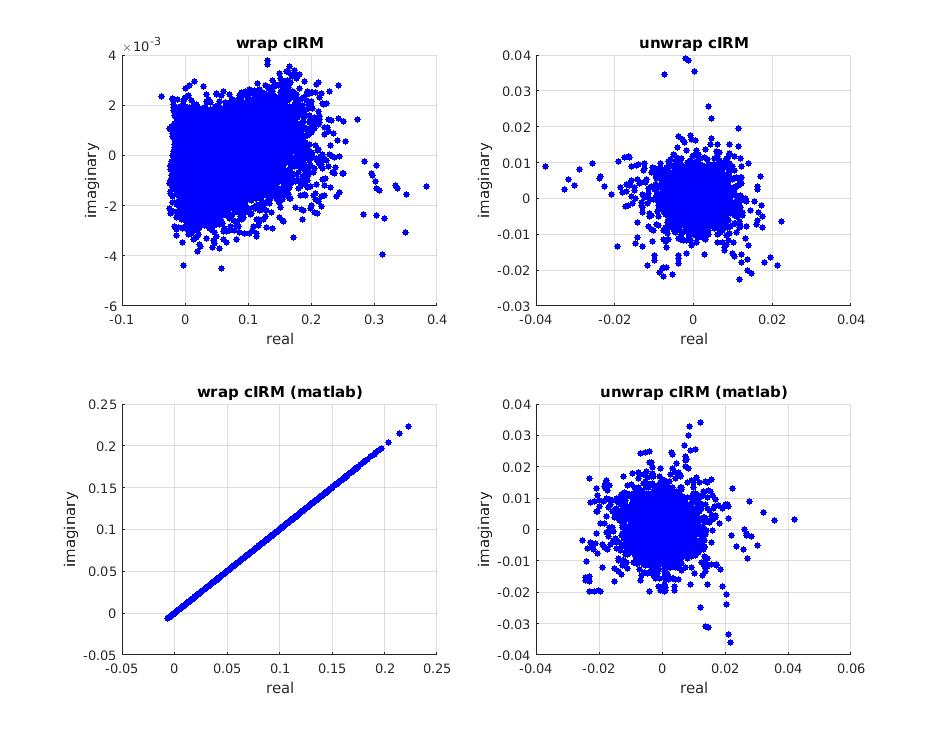 wrap cIRM
×10-3
4
2
0
-2
-4
-6
-0.1 0 0.1 0.2 0.3 0.4
real
imaginary
unwrap cIRM
0.04
0.03
0.02
0.01
0
-0.01
-0.02
-0.03
-0.04 -0.02 0 0.02 0.04
real
imaginary
wrap cIRM (matlab)
0.25
0.2
0.15
0.1
0.05
0
-0.05
-0.05 0 0.05 0.1 0.15 0.2 0.25
real
imaginary
unwrap cIRM (matlab)
0.04
0.03
0.02
0.01
0
-0.01
-0.02
-0.03
-0.04
-0.04 -0.02 0 0.02 0.04 0.06
real
imaginary